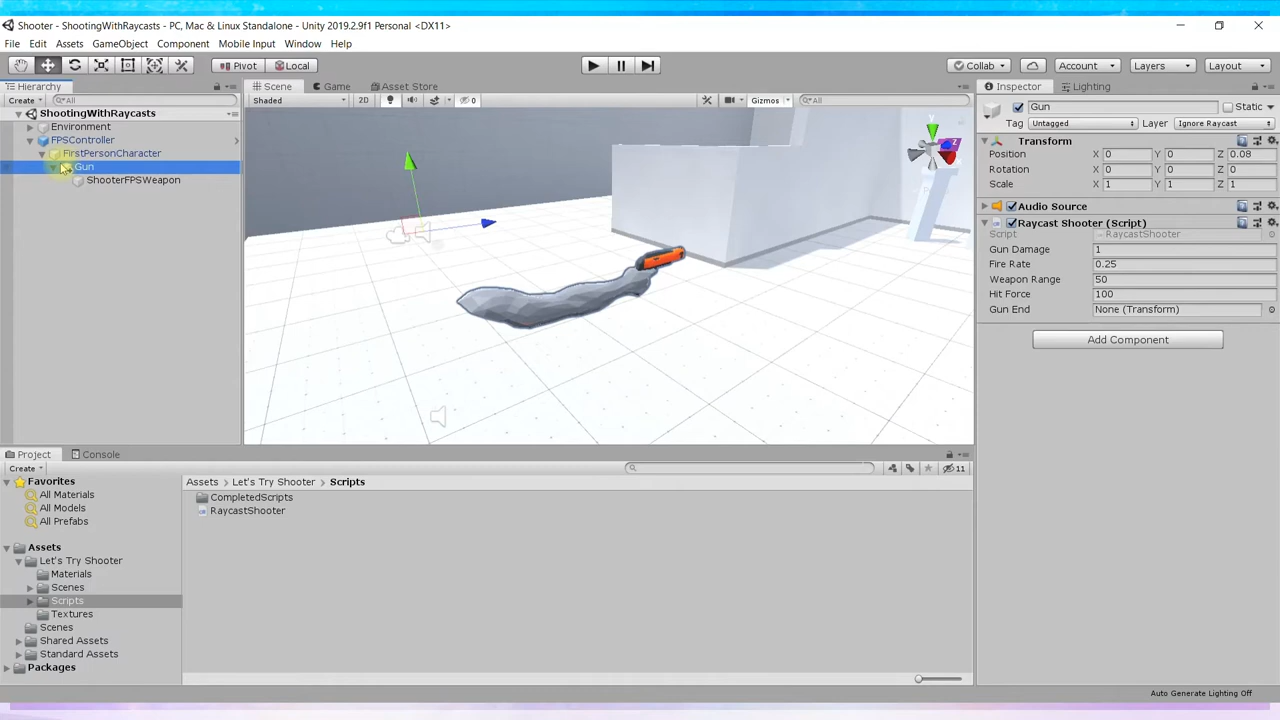 Shooter - ShootingWithRaycasts - PC, Mac & Linux Standalone - Unity 2019.2.9f1 Personal <DX11>
File Edit Assets GameObject Component Mobile Input Window Help
Pivot Local Collab Account Layers Layout
Hierarchy Scene Game Asset Store Inspector Lighting
Create All Shaded 2D 0 Gizmos All Gun Static
ShootingWithRaycasts
Tag Untagged Layer Ignore Raycast
Environment
FPSController
FirstPersonCharacter
Gun
ShooterFPSWeapon
Y
Z
Transform
Position X 0 Y 0 Z 0.08
Rotation X 0 Y 0 Z 0
Scale X 1 Y 1 Z 1
Audio Source
Raycast Shooter (Script)
Script RaycastShooter
Gun Damage 1
Fire Rate 0.25
Weapon Range 50
Hit Force 100
Gun End None (Transform)
Add Component
Project Console
Create 11
Favorites
All Materials
All Models
All Prefabs
Assets
Let's Try Shooter
Materials
Scenes
Scripts
Textures
Scenes
Shared Assets
Standard Assets
Packages
Assets > Let's Try Shooter > Scripts
CompletedScripts
RaycastShooter
Auto Generate Lighting Off